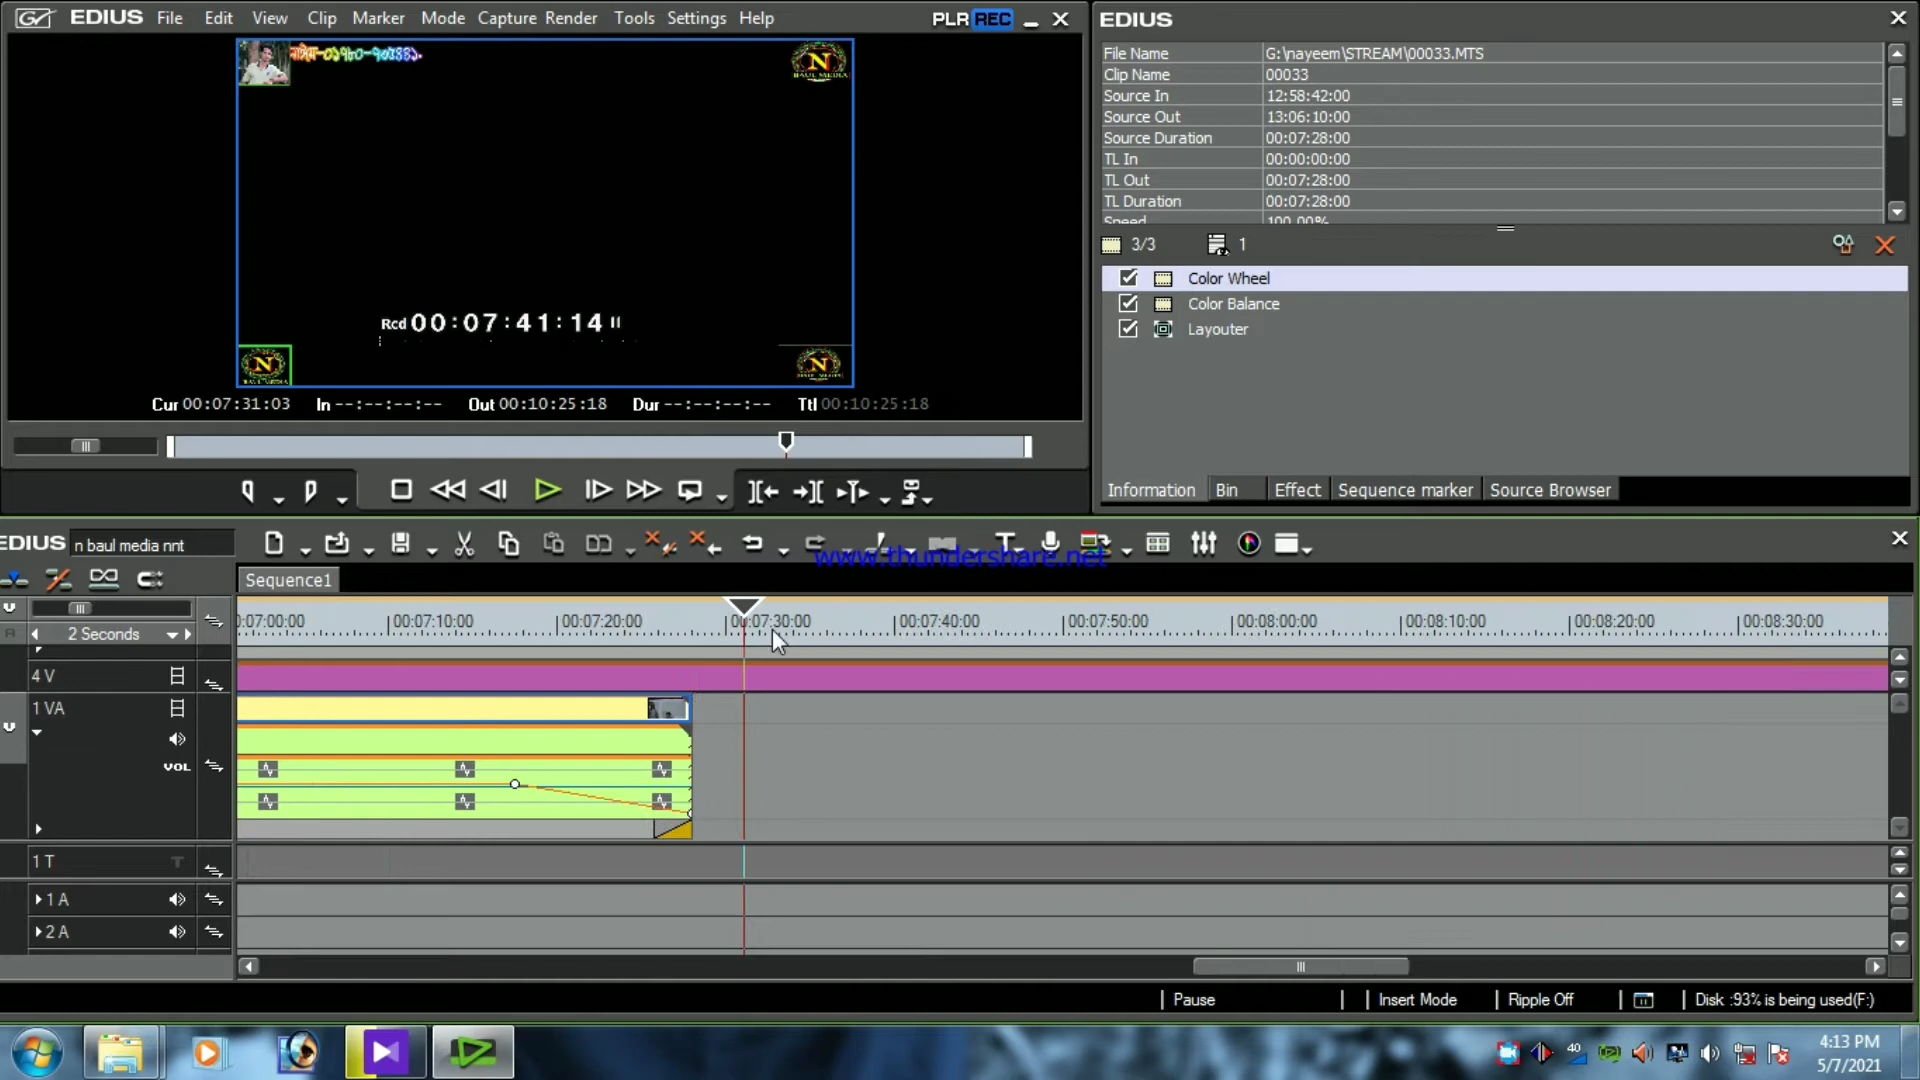 EDIUS File Edit View Clip Marker Mode Capture Render Tools Settings Help PLR REC
N
BAUL MEDIA
Rcd 00:07:41:14
N
N
Cur 00:07:31:03 In --:--:--:-- Out 00:10:25:18 Dur --:--:--:-- Ttl 00:10:25:18
EDIUS
File Name G:\nayeem\STREAM\00033.MTS
Clip Name 00033
Source In 12:58:42:00
Source Out 13:06:10:00
Source Duration 00:07:28:00
TL In 00:00:00:00
TL Out 00:07:28:00
TL Duration 00:07:28:00
Speed 100.00%
3/3 1
Color Wheel
Color Balance
Layouter
Information Bin Effect Sequence marker Source Browser
EDIUS n baul media nnt
www.thundershare.net
Sequence1
2 Seconds
:07:00:00 00:07:10:00 00:07:20:00 00:07:30:00 00:07:40:00 00:07:50:00 00:08:00:00 00:08:10:00 00:08:20:00 00:08:30:00
4 V
1 VA
VOL
1 T T
1 A
2 A
Pause Insert Mode Ripple Off Disk :93% is being used(F:)
40
4:13 PM
5/7/2021